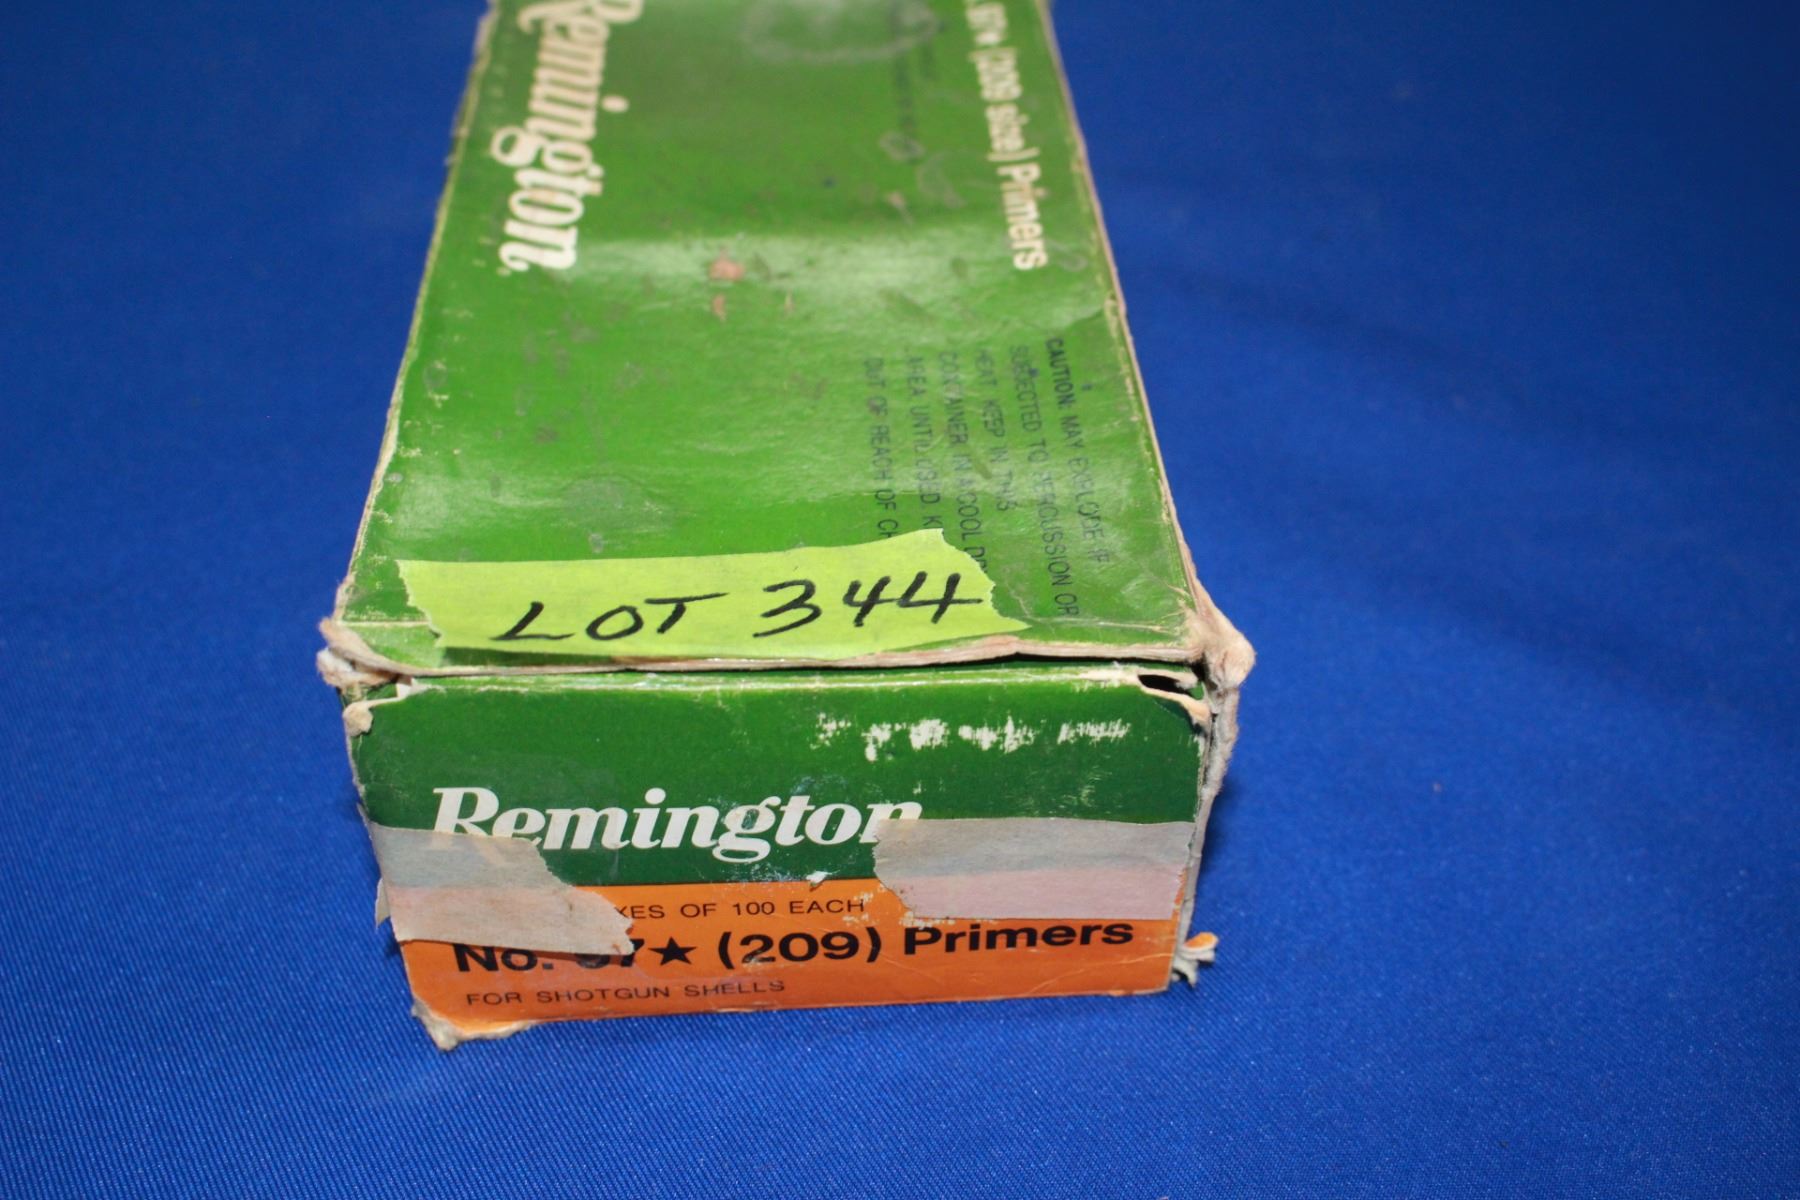 Remington
97★ (209 size) Primers
CAUTION: MAY EXPLODE IF
SUBJECTED TO PERCUSSION OR
HEAT. KEEP IN THIS
CONTAINER IN A COOL
AREA UNTIL USED
OUT OF REACH OF
LOT 344
Remington
OF 100 EACH
No. 97★ (209) Primers
FOR SHOTGUN SHELLS